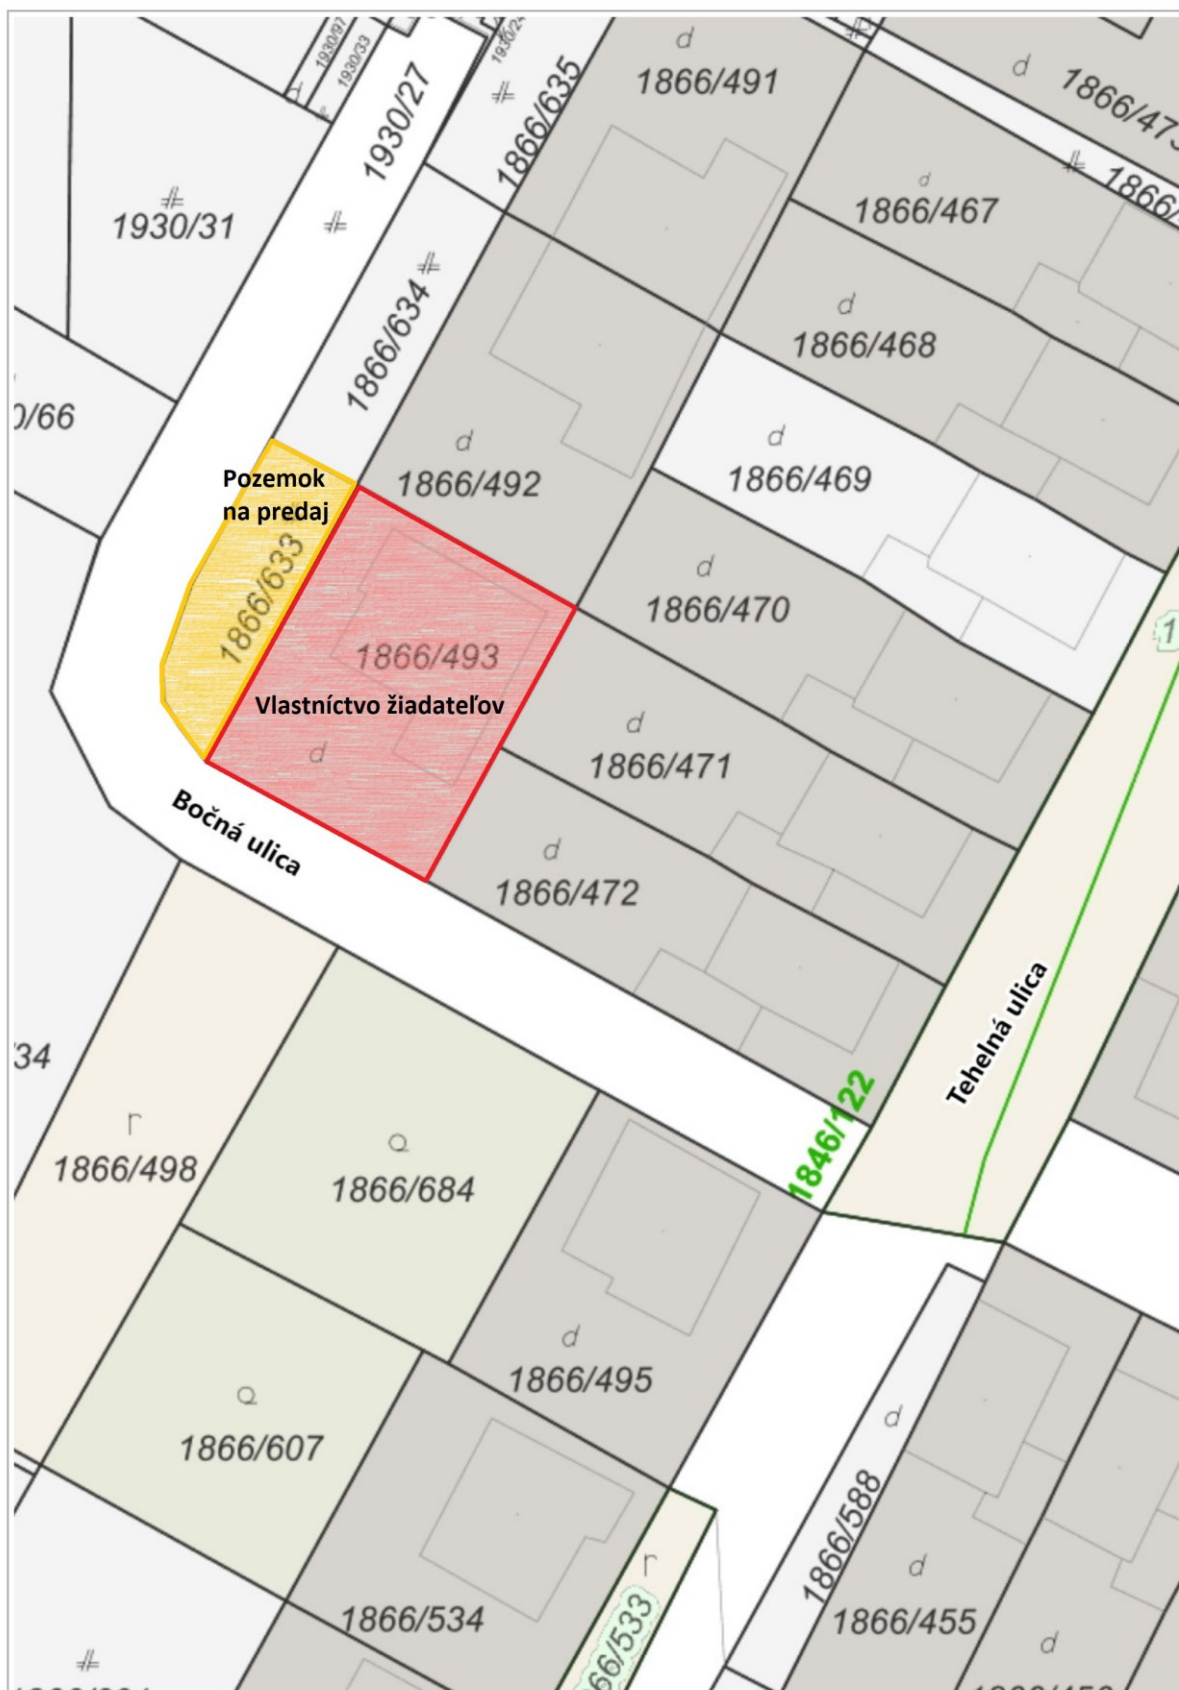 1930/97
1930/33
1930/27
1866/635
d
1866/491
d
d
1930/31
1866/634
d
1866/467
d
1866/468
0/66
d
1866/492
d
1866/469
Pozemok
na predaj
1866/633
d
1866/470
1866/493
Vlastníctvo žiadateľov
d
d
1866/471
Bočná ulica
d
1866/472
Tehelná ulica
1846/122
34
r
1866/498
Q
1866/684
d
1866/495
Q
1866/607
d
1866/588
1866/534
r
66/533
d
1866/455
d